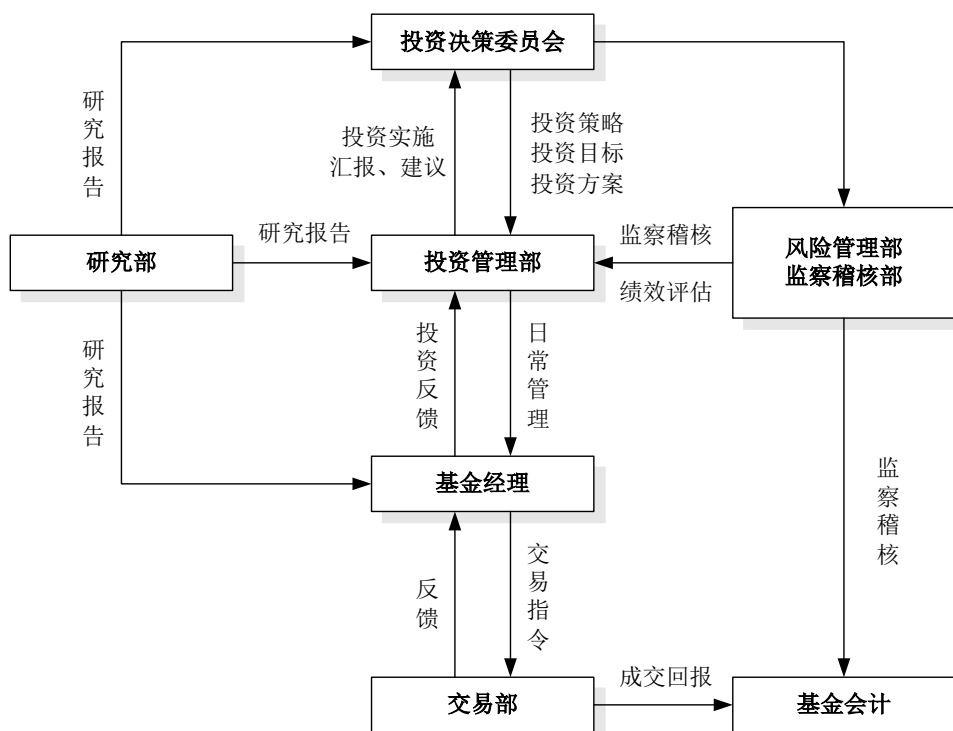 投资决策委员会
研究报告
投资实施
汇报、建议
投资策略
投资目标
投资方案
研究部
研究报告
投资管理部
监察稽核
绩效评估
风险管理部
监察稽核部
研究报告
投资反馈
日常管理
基金经理
监察稽核
反馈
交易指令
交易部
成交回报
基金会计